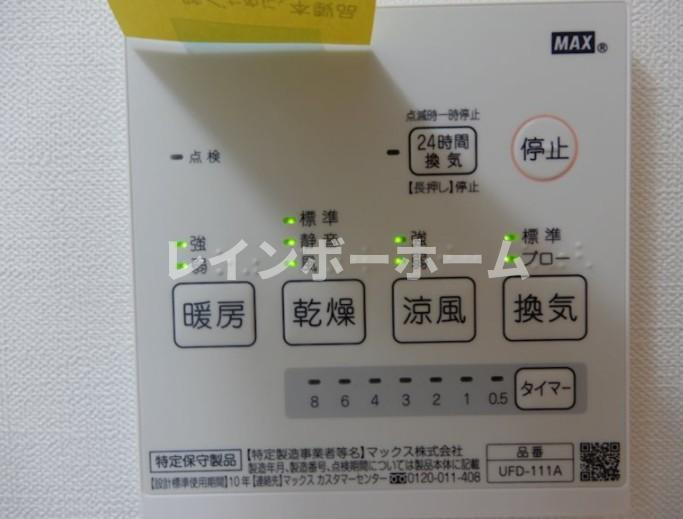 MAX®
点滅時一時停止
24時間
換気
停止
点検
【長押し】停止
標準
強
静音
強
標準
弱
ブロー
レインボーホーム
暖房
乾燥
涼風
換気
8 6 4 3 2 1 0.5
タイマー
特定保守製品
【特定製造事業者等名】マックス株式会社
製造年月、製造番号、点検期間については製品本体に記載
【設計標準使用期間】10年【連絡先】マックス カスタマーセンター 0120-011-408
品番
UFD-111A